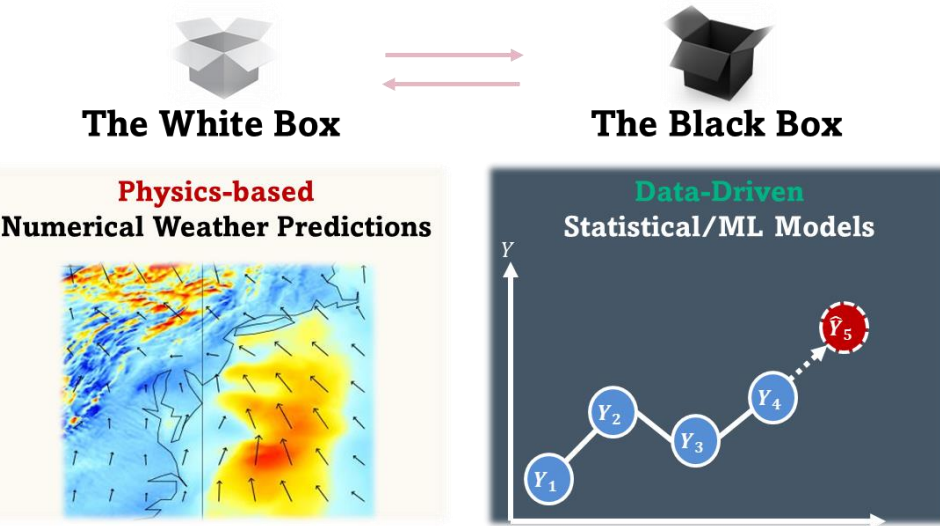 The White Box
The Black Box
Physics-based
Numerical Weather Predictions
Data-Driven
Statistical/ML Models
Y
Y₁
Y₂
Y₃
Y₄
Ŷ₅